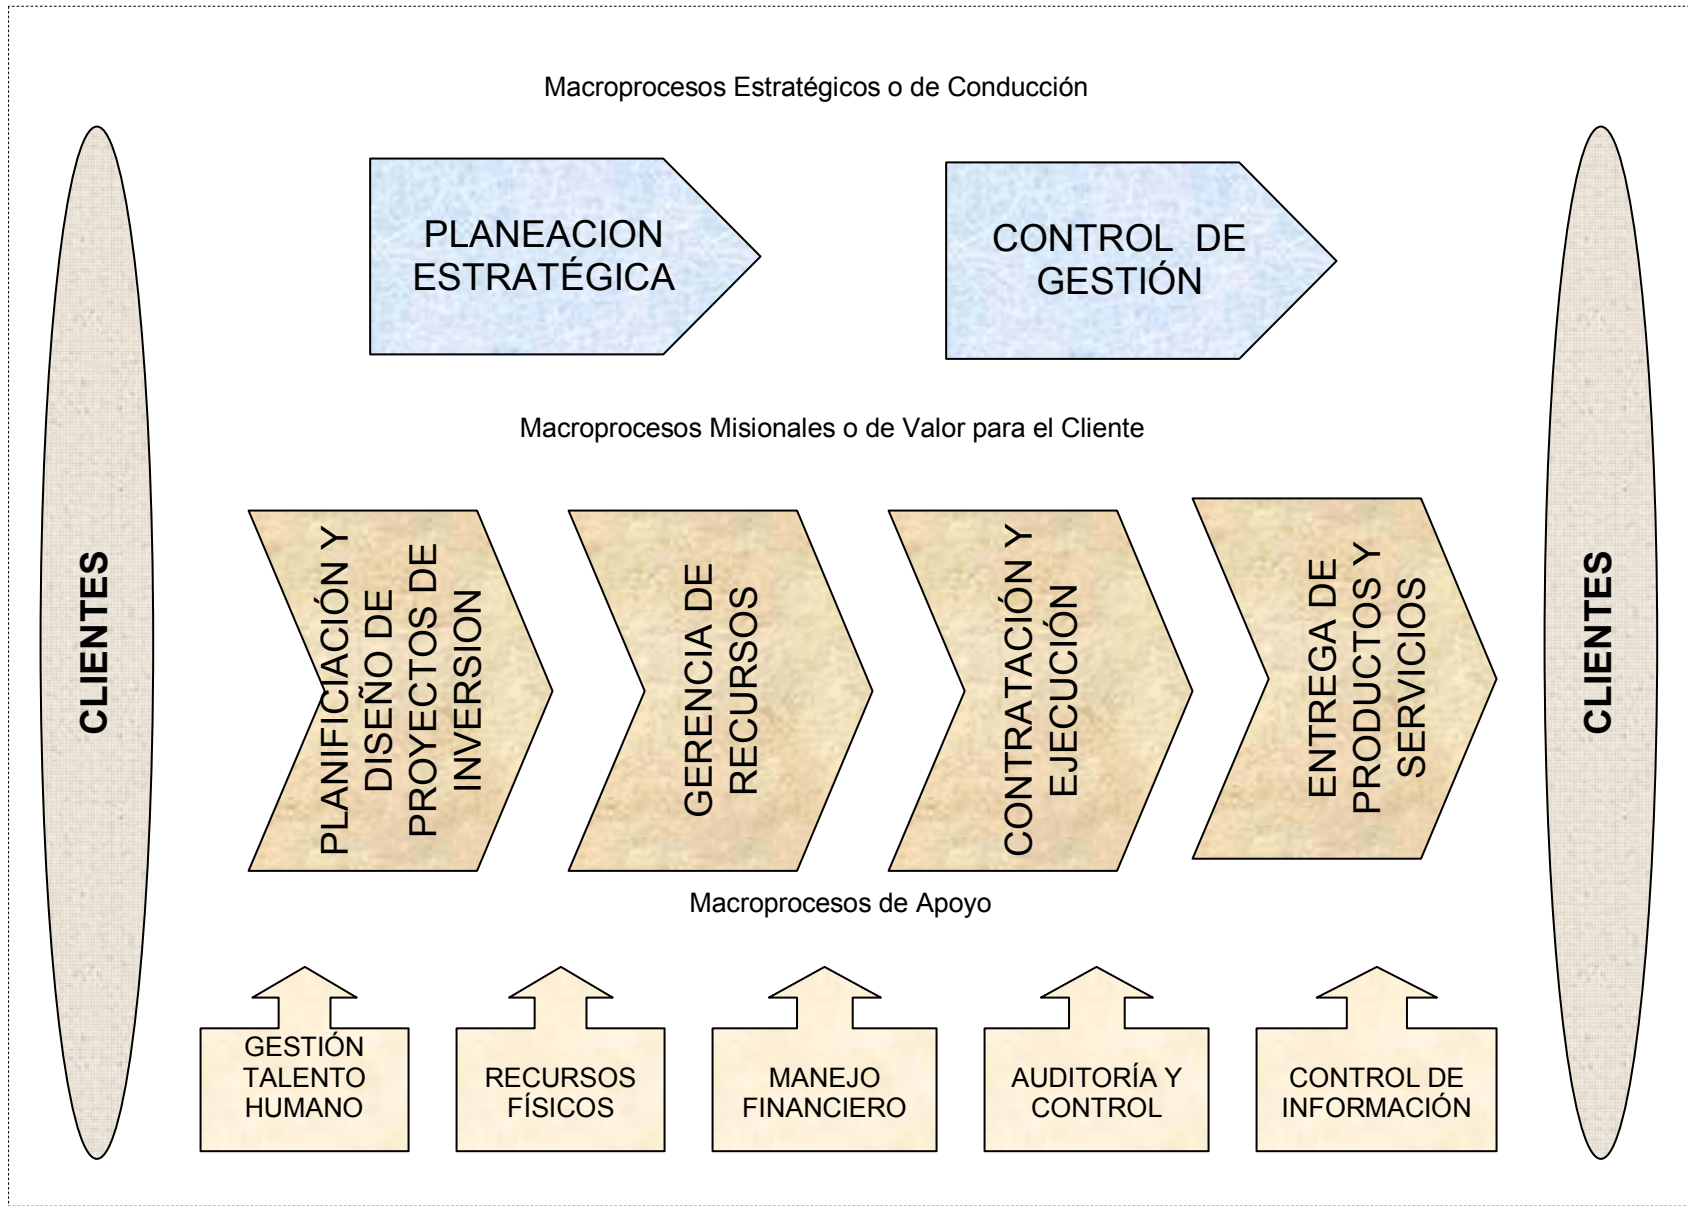 Macroprocesos Estratégicos o de Conducción
PLANEACION
ESTRATÉGICA
CONTROL DE
GESTIÓN
Macroprocesos Misionales o de Valor para el Cliente
CLIENTES
PLANIFICIACIÓN Y
DISEÑO DE
PROYECTOS DE
INVERSION
GERENCIA DE
RECURSOS
CONTRATACIÓN Y
EJECUCIÓN
ENTREGA DE
PRODUCTOS Y
SERVICIOS
CLIENTES
Macroprocesos de Apoyo
GESTIÓN
TALENTO
HUMANO
RECURSOS
FÍSICOS
MANEJO
FINANCIERO
AUDITORÍA Y
CONTROL
CONTROL DE
INFORMACIÓN